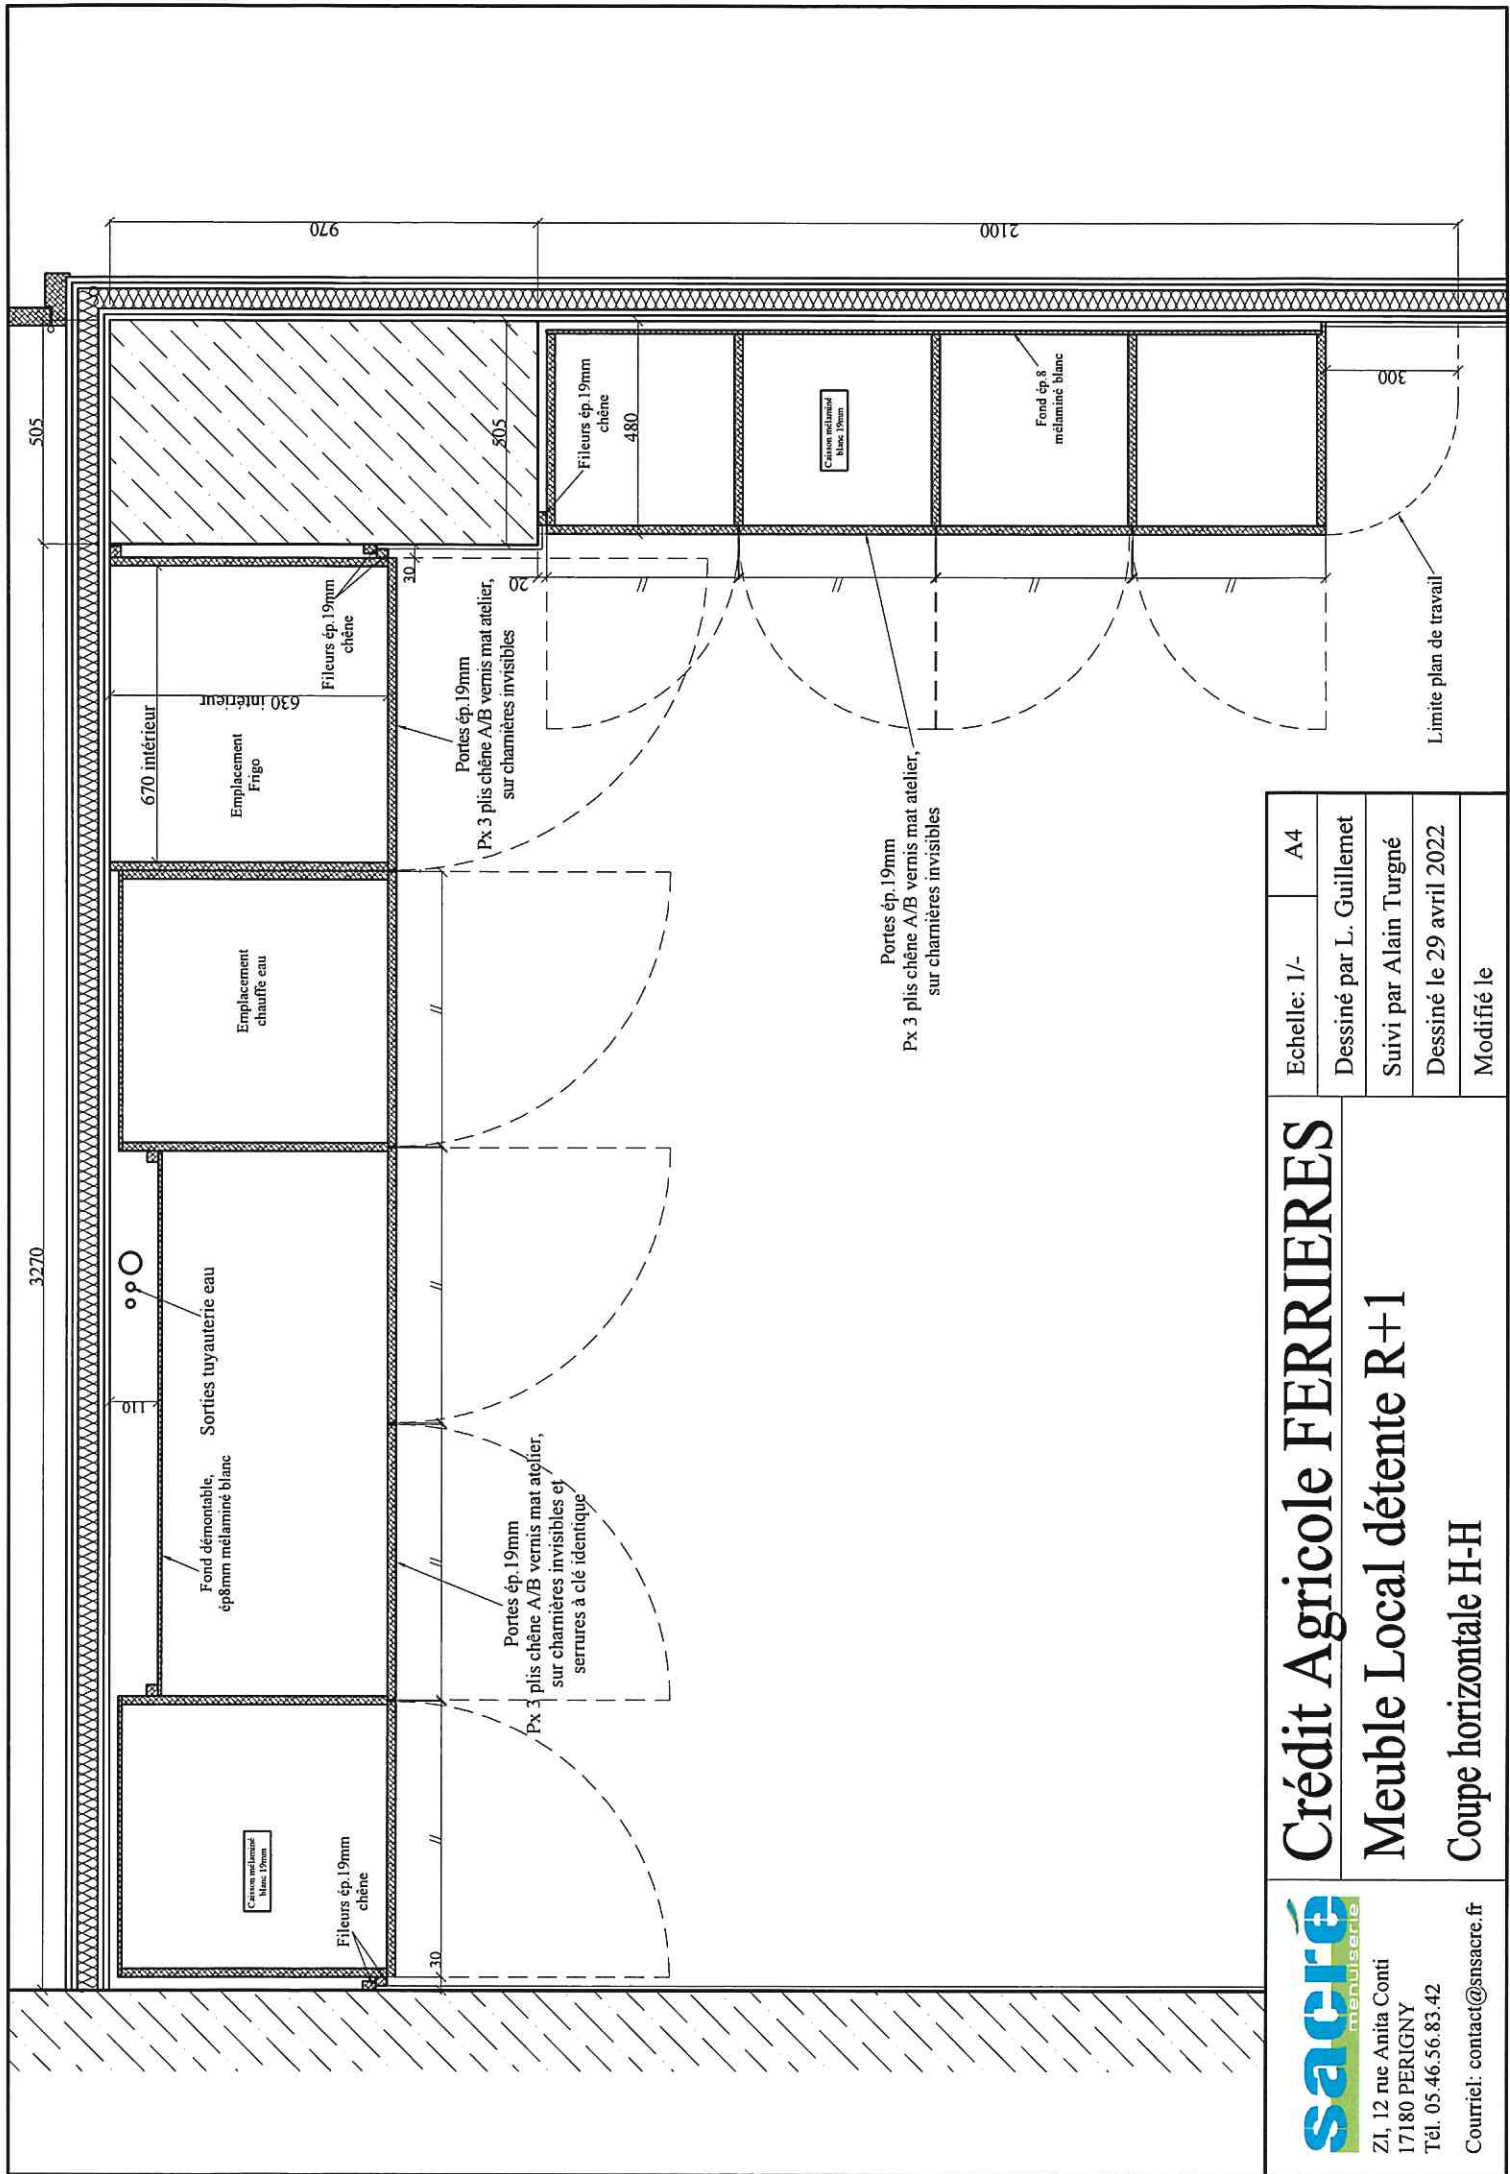 3270
505
970
2100
110
Sorties tuyauterie eau
Fond démontable,
ép8mm mélaminé blanc
Caisson mélaminé
blanc 19mm
Fileurs ép.19mm
chêne
30
Emplacement
chauffe eau
670 intérieur
630 intérieur
Emplacement
Frigo
Fileurs ép.19mm
chêne
30
505
Fileurs ép.19mm
chêne
480
20
Caisson mélaminé
blanc 19mm
Fond ép.8
mélaminé blanc
300
Portes ép.19mm
Px 3 plis chêne A/B vernis mat atelier,
sur charnières invisibles et
serrures à clé identique
Portes ép.19mm
Px 3 plis chêne A/B vernis mat atelier,
sur charnières invisibles
Portes ép.19mm
Px 3 plis chêne A/B vernis mat atelier,
sur charnières invisibles
Limite plan de travail
//
//
//
//
//
//
//
//
sacré
menuiserie
ZI, 12 rue Anita Conti
17180 PERIGNY
Tél. 05.46.56.83.42
Courriel: contact@snsacre.fr
Crédit Agricole FERRIERES
Meuble Local détente R+1
Coupe horizontale H-H
Echelle: 1/- A4
Dessiné par L. Guillemet
Suivi par Alain Turgné
Dessiné le 29 avril 2022
Modifié le